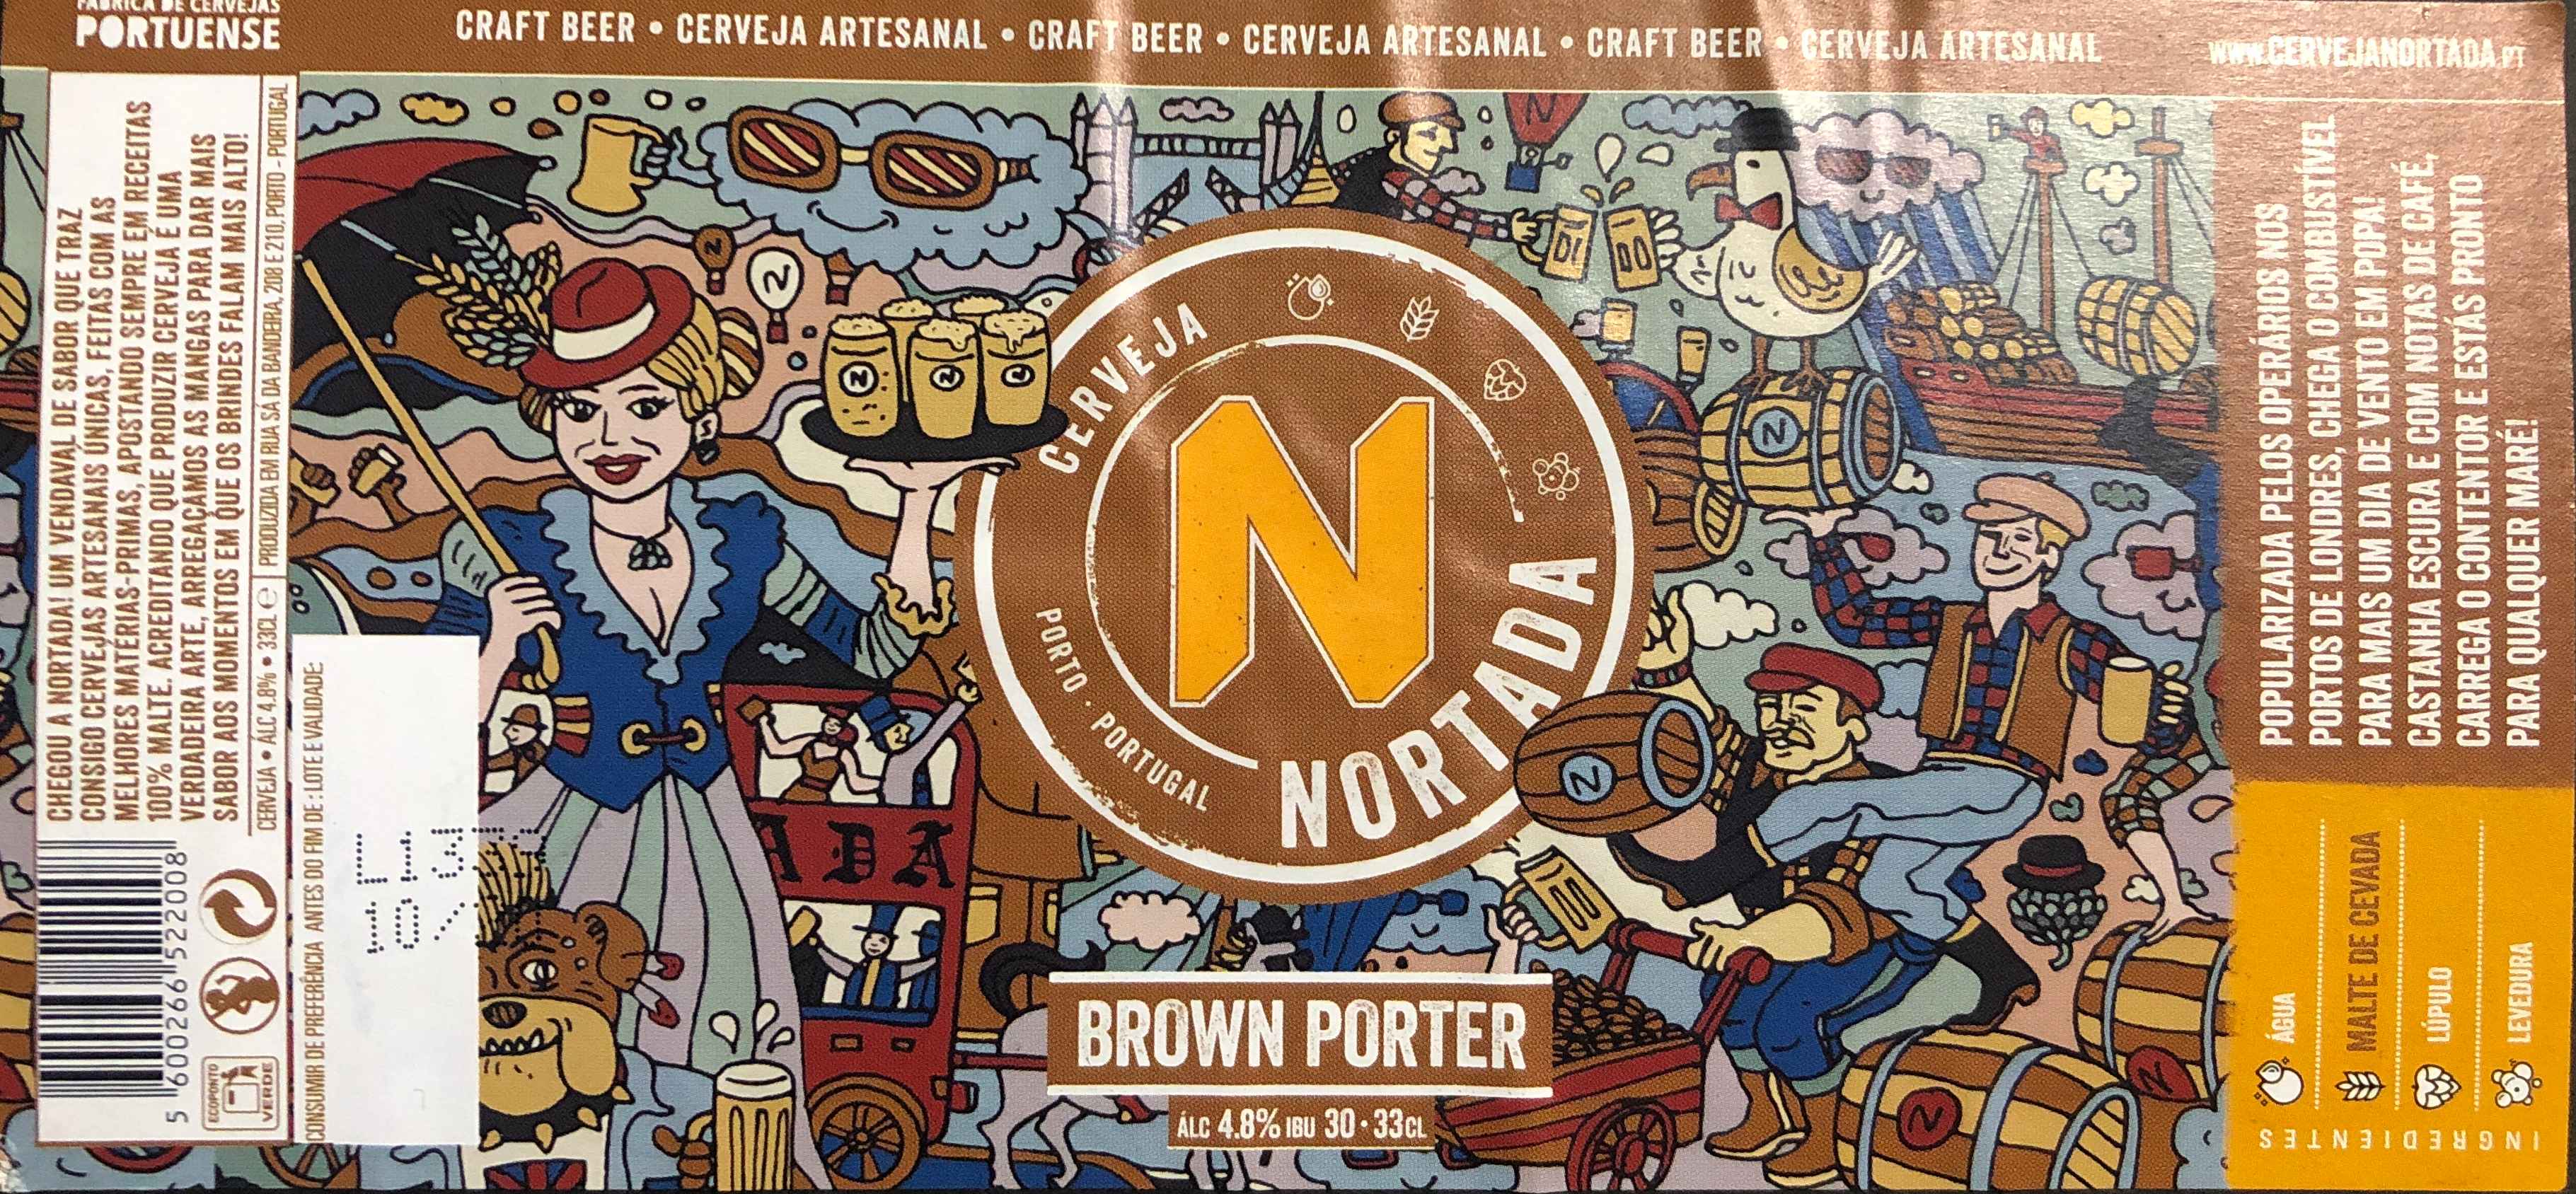 FÁBRICA DE CERVEJAS
PORTUENSE
CRAFT BEER • CERVEJA ARTESANAL • CRAFT BEER • CERVEJA ARTESANAL • CRAFT BEER • CERVEJA ARTESANAL
WWW.CERVEJANORTADA.PT
CHEGOU A NORTADA! UM VENDAVAL DE SABOR QUE TRAZ
CONSIGO CERVEJAS ARTESANAIS ÚNICAS, FEITAS COM AS
MELHORES MATÉRIAS-PRIMAS, APOSTANDO SEMPRE EM RECEITAS
100% MALTE. ACREDITANDO QUE PRODUZIR CERVEJA É UMA
VERDADEIRA ARTE, ARREGAÇAMOS AS MANGAS PARA DAR MAIS
SABOR AOS MOMENTOS EM QUE OS BRINDES FALAM MAIS ALTO!
CERVEJA • ALC 4.8% • 33CL e | PRODUZIDA EM RUA SÁ DA BANDEIRA, 208 E 210, PORTO - PORTUGAL
5 600266 522008
ECOPONTO
VERDE
CONSUMIR DE PREFERÊNCIA ANTES DO FIM DE : LOTE E VALIDADE:
CERVEJA
N
NORTADA
PORTO · PORTUGAL
ADA
BROWN PORTER
ÁLC 4.8% IBU 30 · 33CL
POPULARIZADA PELOS OPERÁRIOS NOS
PORTOS DE LONDRES, CHEGA O COMBUSTÍVEL
PARA MAIS UM DIA DE VENTO EM POPA!
CASTANHA ESCURA E COM NOTAS DE CAFÉ,
CARREGA O CONTENTOR E ESTÁS PRONTO
PARA QUALQUER MARÉ!
INGREDIENTES
ÁGUA
MALTE DE CEVADA
LÚPULO
LEVEDURA